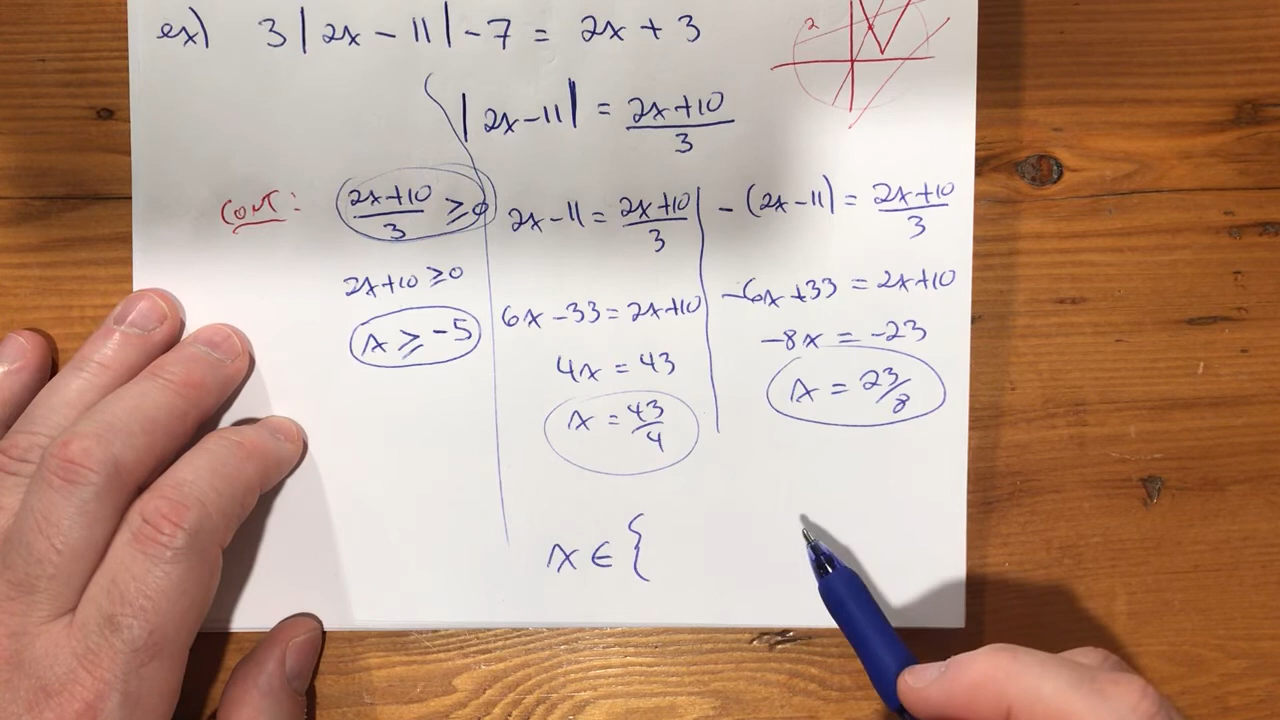 ex) 3|2x - 11| - 7 = 2x + 3
2
|2x - 11| = (2x+10)/3
cont: (2x+10)/3 ≥ 0
2x+10 ≥ 0
x ≥ -5
2x - 11 = (2x+10)/3
6x - 33 = 2x+10
4x = 43
x = 43/4
-(2x - 11) = (2x+10)/3
-6x + 33 = 2x+10
-8x = -23
x = 23/8
x ∈ {